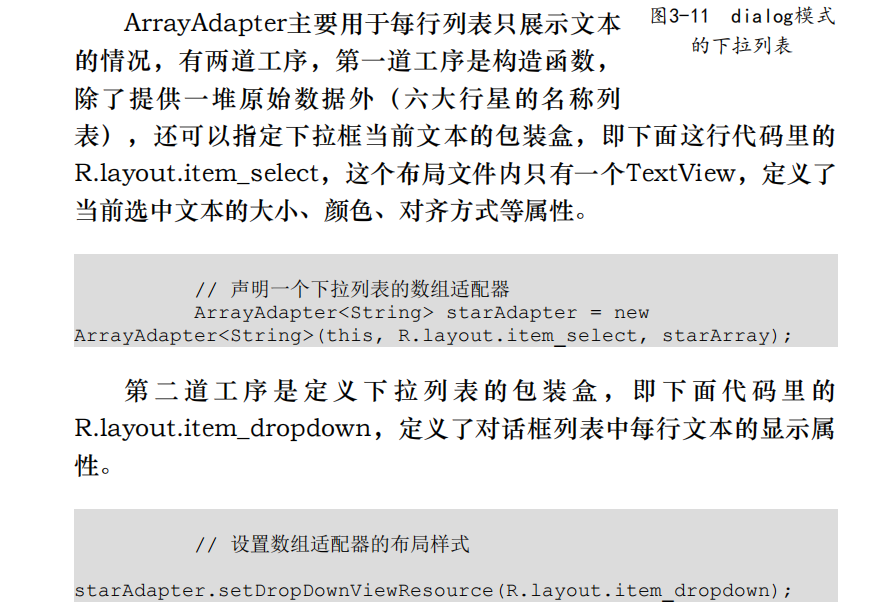 ArrayAdapter主要用于每行列表只展示文本
的情况，有两道工序，第一道工序是构造函数，
除了提供一堆原始数据外（六大行星的名称列
图3-11 dialog模式
的下拉列表
表），还可以指定下拉框当前文本的包装盒，即下面这行代码里的
R.layout.item_select，这个布局文件内只有一个TextView，定义了
当前选中文本的大小、颜色、对齐方式等属性。
// 声明一个下拉列表的数组适配器
ArrayAdapter<String> starAdapter = new
ArrayAdapter<String>(this, R.layout.item_select, starArray);
第二道工序是定义下拉列表的包装盒，即下面代码里的
R.layout.item_dropdown，定义了对话框列表中每行文本的显示属
性。
// 设置数组适配器的布局样式
starAdapter.setDropDownViewResource(R.layout.item_dropdown);